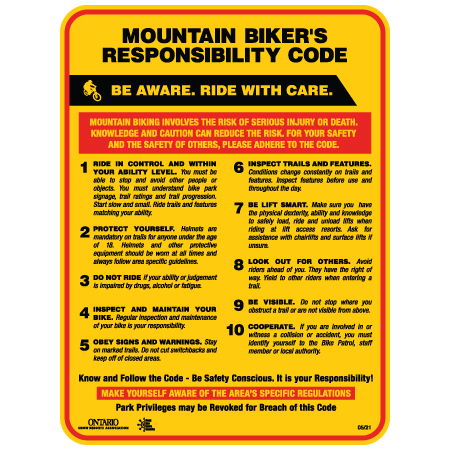 MOUNTAIN BIKER'S
RESPONSIBILITY CODE
BE AWARE. RIDE WITH CARE.
MOUNTAIN BIKING INVOLVES THE RISK OF SERIOUS INJURY OR DEATH.
KNOWLEDGE AND CAUTION CAN REDUCE THE RISK. FOR YOUR SAFETY
AND THE SAFETY OF OTHERS, PLEASE ADHERE TO THE CODE.
1 RIDE IN CONTROL AND WITHIN
YOUR ABILITY LEVEL. You must be
able to stop and avoid other people or
objects. You must understand bike park
signage, trail ratings and trail progression.
Start slow and small. Ride trails and features
matching your ability.
2 PROTECT YOURSELF. Helmets are
mandatory on trails for anyone under the age
of 18. Helmets and other protective
equipment should be worn at all times and
always follow area specific guidelines.
3 DO NOT RIDE if your ability or judgement
is impaired by drugs, alcohol or fatigue.
4 INSPECT AND MAINTAIN YOUR
BIKE. Regular inspection and maintenance
of your bike is your responsibility.
5 OBEY SIGNS AND WARNINGS. Stay
on marked trails. Do not cut switchbacks and
keep off of closed areas.
6 INSPECT TRAILS AND FEATURES.
Conditions change constantly on trails and
features. Inspect features before use and
throughout the day.
7 BE LIFT SMART. Make sure you have
the physical dexterity, ability and knowledge
to safely load, ride and unload lifts when
riding at lift access resorts. Ask for
assistance with chairlifts and surface lifts if
unsure.
8 LOOK OUT FOR OTHERS. Avoid
riders ahead of you. They have the right of
way. Yield to other riders when entering a
trail.
9 BE VISIBLE. Do not stop where you
obstruct a trail or are not visible from above.
10 COOPERATE. If you are involved in or
witness a collision or accident, you must
identify yourself to the Bike Patrol, staff
member or local authority.
Know and Follow the Code - Be Safety Conscious. It is your Responsibility!
MAKE YOURSELF AWARE OF THE AREA'S SPECIFIC REGULATIONS
Park Privileges may be Revoked for Breach of this Code
ONTARIO
SNOW RESORTS ASSOCIATION
05/21